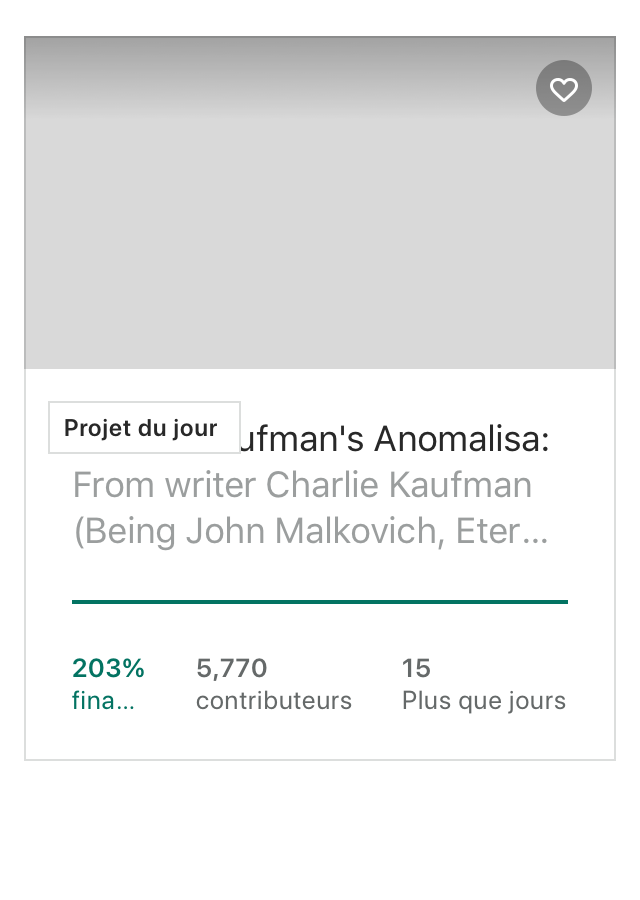 Projet du jour
ufman's Anomalisa:
From writer Charlie Kaufman
(Being John Malkovich, Eter...
203%
fina...
5,770
contributeurs
15
Plus que jours